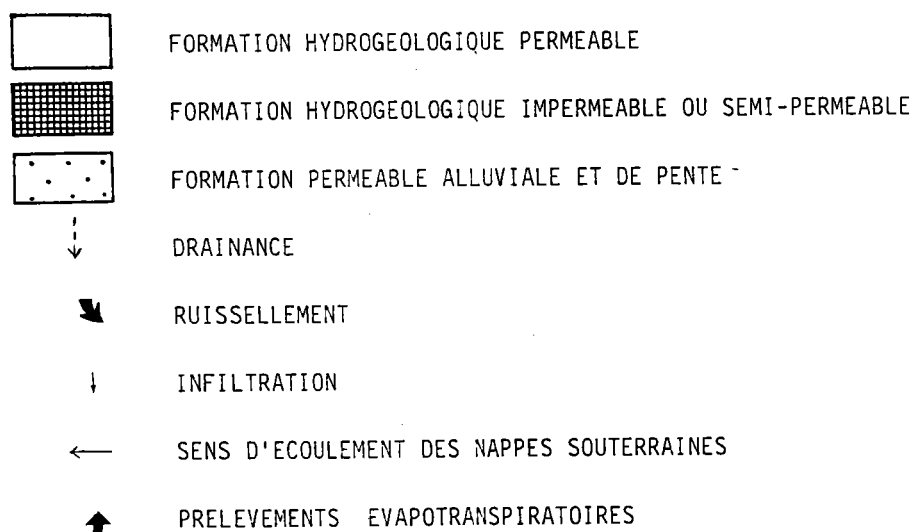 FORMATION HYDROGEOLOGIQUE PERMEABLE
FORMATION HYDROGEOLOGIQUE IMPERMEABLE OU SEMI-PERMEABLE
FORMATION PERMEABLE ALLUVIALE ET DE PENTE
DRAINANCE
RUISSELLEMENT
INFILTRATION
SENS D'ECOULEMENT DES NAPPES SOUTERRAINES
PRELEVEMENTS EVAPOTRANSPIRATOIRES